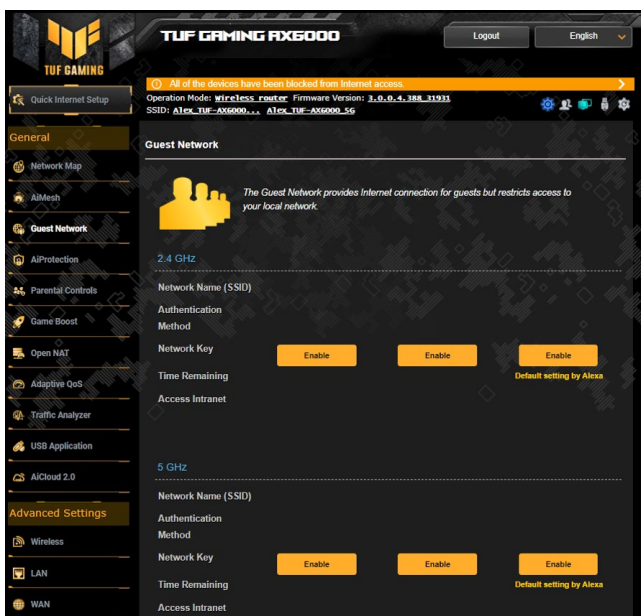 TUF GAMING
TUF GAMING AX6000
Logout
English
All of the devices have been blocked from Internet access.
Quick Internet Setup
Operation Mode: Wireless router Firmware Version: 3.0.0.4.388_31931
SSID: Alex_TUF-AX6000... Alex_TUF-AX6000_5G
General
Network Map
AiMesh
Guest Network
AiProtection
Parental Controls
Game Boost
Open NAT
Adaptive QoS
Traffic Analyzer
USB Application
AiCloud 2.0
Advanced Settings
Wireless
LAN
WAN
Guest Network
The Guest Network provides Internet connection for guests but restricts access to
your local network.
2.4 GHz
Network Name (SSID)
Authentication
Method
Network Key
Enable Enable Enable
Time Remaining
Default setting by Alexa
Access Intranet
5 GHz
Network Name (SSID)
Authentication
Method
Network Key
Enable Enable Enable
Time Remaining
Default setting by Alexa
Access Intranet